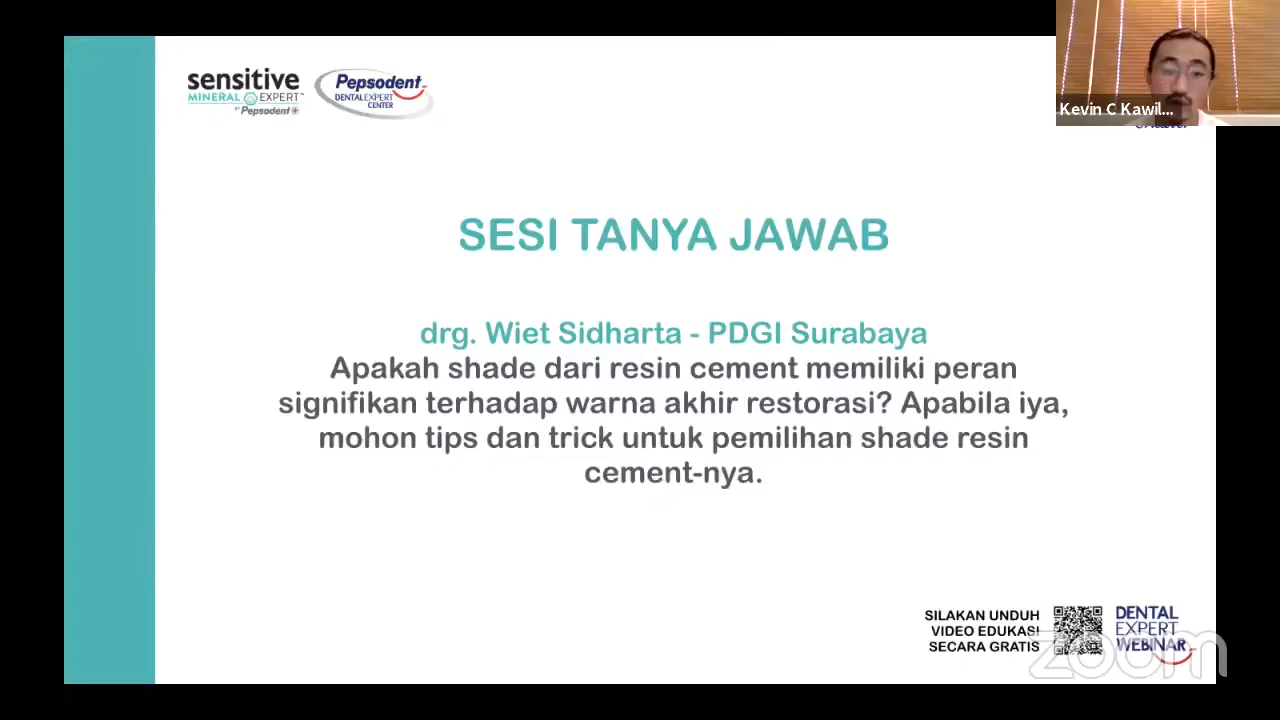 sensitive
MINERAL EXPERT™
BY Pepsodent
Pepsodent
DENTAL EXPERT
CENTER
Kevin C Kawil...
SESI TANYA JAWAB
drg. Wiet Sidharta - PDGI Surabaya
Apakah shade dari resin cement memiliki peran
signifikan terhadap warna akhir restorasi? Apabila iya,
mohon tips dan trick untuk pemilihan shade resin
cement-nya.
SILAKAN UNDUH
VIDEO EDUKASI
SECARA GRATIS
DENTAL
EXPERT
WEBINAR
zoom